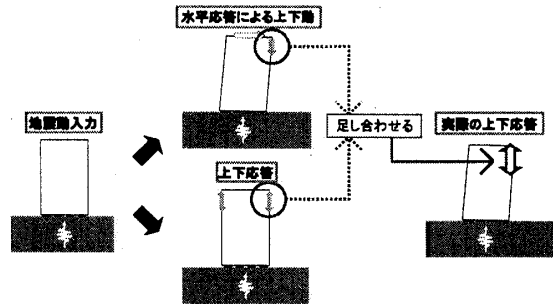 水平応答による上下動
地震動入力
足し合わせる
実際の上下応答
上下応答